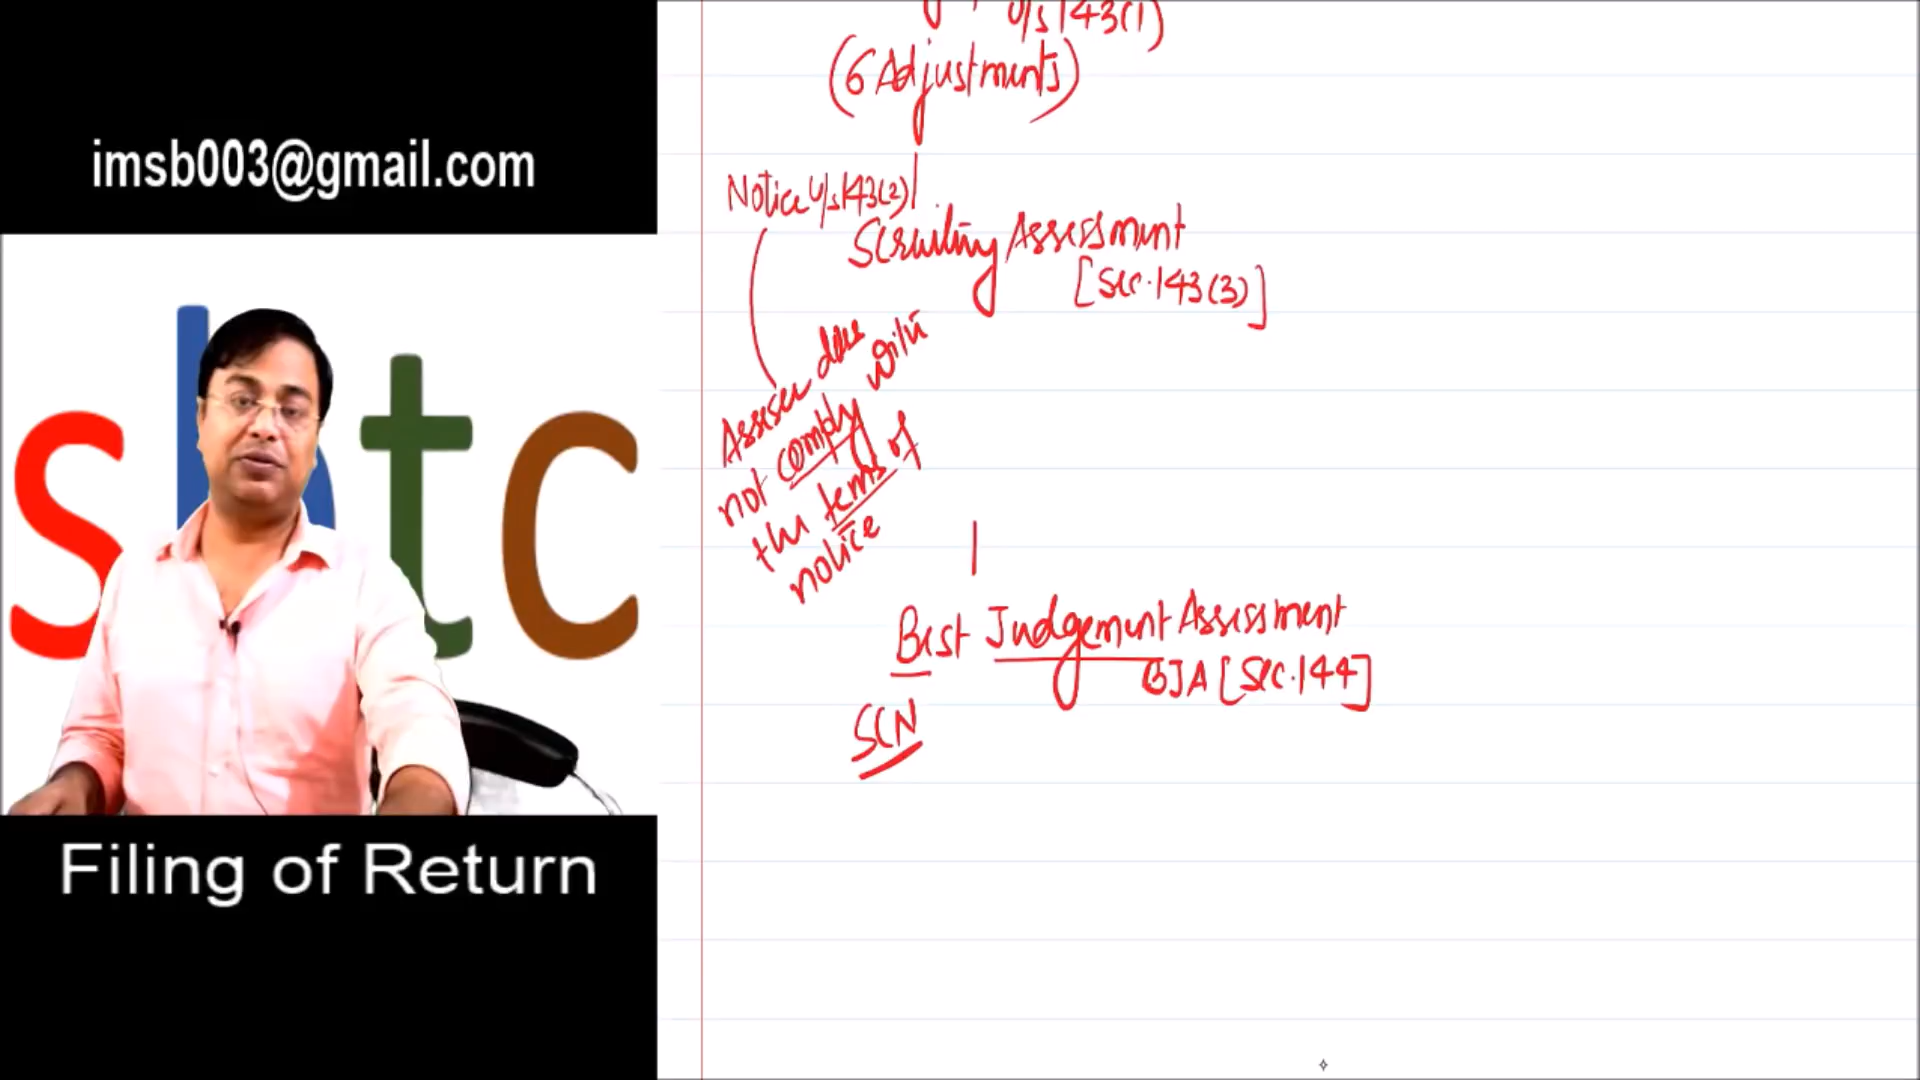 imsb003@gmail.com
sbtc
Filing of Return
u/s 143(1)
(6 Adjustments)
Notice u/s 143(2)
Scrutiny Assessment
[Sec. 143(3)]
Assessee does
not comply with
the terms of
notice
Best Judgement Assessment
BJA [Sec. 144]
SCN